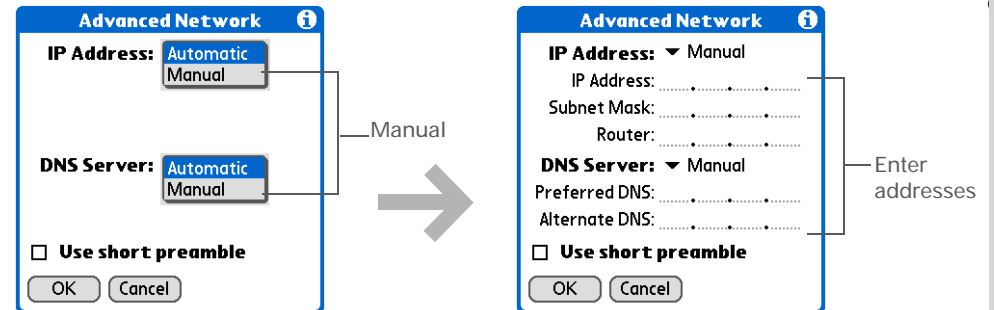 Advanced Network
IP Address: Automatic
Manual
DNS Server: Automatic
Manual
Use short preamble
OK Cancel
Manual
Advanced Network
IP Address: Manual
IP Address:
Subnet Mask:
Router:
DNS Server: Manual
Preferred DNS:
Alternate DNS:
Use short preamble
OK Cancel
Enter
addresses